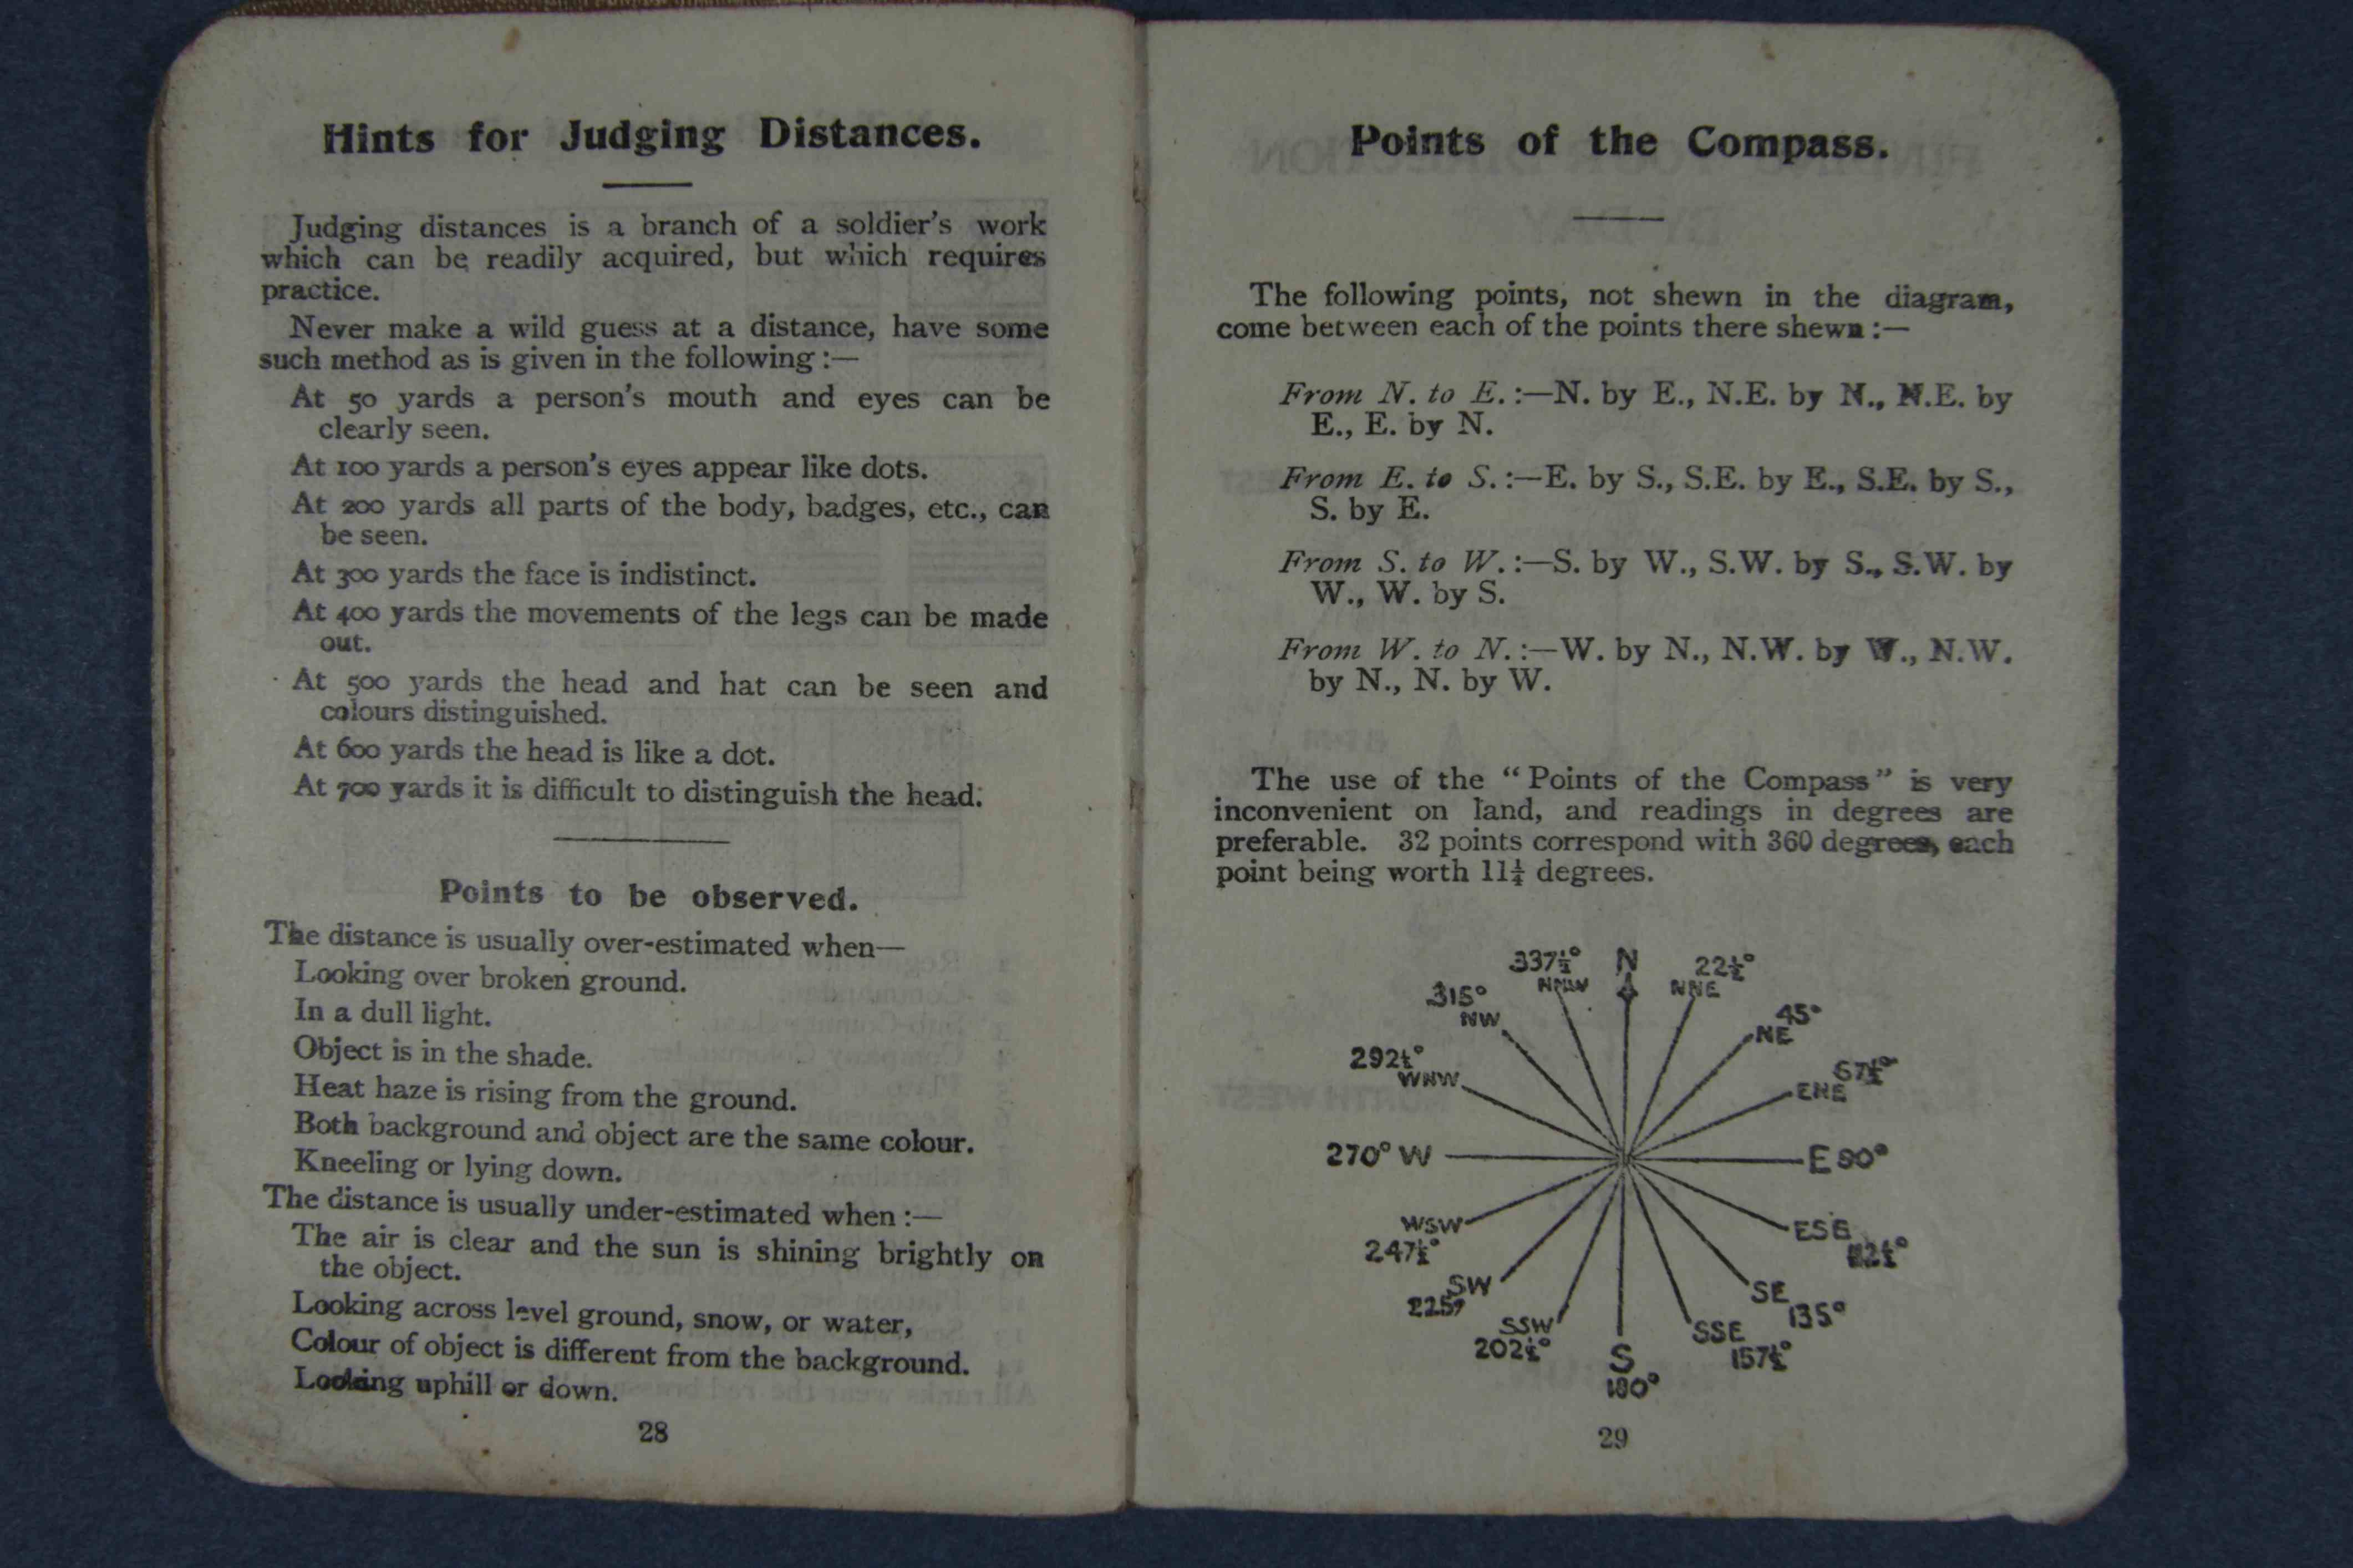 Hints for Judging Distances.
Judging distances is a branch of a soldier's work
which can be readily acquired, but which requires
practice.
Never make a wild guess at a distance, have some
such method as is given in the following :—
At 50 yards a person's mouth and eyes can be
clearly seen.
At 100 yards a person's eyes appear like dots.
At 200 yards all parts of the body, badges, etc., can
be seen.
At 300 yards the face is indistinct.
At 400 yards the movements of the legs can be made
out.
At 500 yards the head and hat can be seen and
colours distinguished.
At 600 yards the head is like a dot.
At 700 yards it is difficult to distinguish the head.
Points to be observed.
The distance is usually over-estimated when—
Looking over broken ground.
In a dull light.
Object is in the shade.
Heat haze is rising from the ground.
Both background and object are the same colour.
Kneeling or lying down.
The distance is usually under-estimated when :—
The air is clear and the sun is shining brightly on
the object.
Looking across level ground, snow, or water,
Colour of object is different from the background.
Looking uphill or down.
28
Points of the Compass.
The following points, not shewn in the diagram,
come between each of the points there shewn :—
From N. to E. :—N. by E., N.E. by N., N.E. by
E., E. by N.
From E. to S. :—E. by S., S.E. by E., S.E. by S.,
S. by E.
From S. to W. :—S. by W., S.W. by S., S.W. by
W., W. by S.
From W. to N. :—W. by N., N.W. by W., N.W.
by N., N. by W.
The use of the “Points of the Compass” is very
inconvenient on land, and readings in degrees are
preferable. 32 points correspond with 360 degrees, each
point being worth 11¼ degrees.
337½° N 22½°
NNW NNE
315° 45°
NW NE
292½° 67½°
WNW ENE
270° W E 90°
WSW ESE
247½° 112½°
SW SE
225° 135°
SSW SSE
202½° S 157½°
180°
29